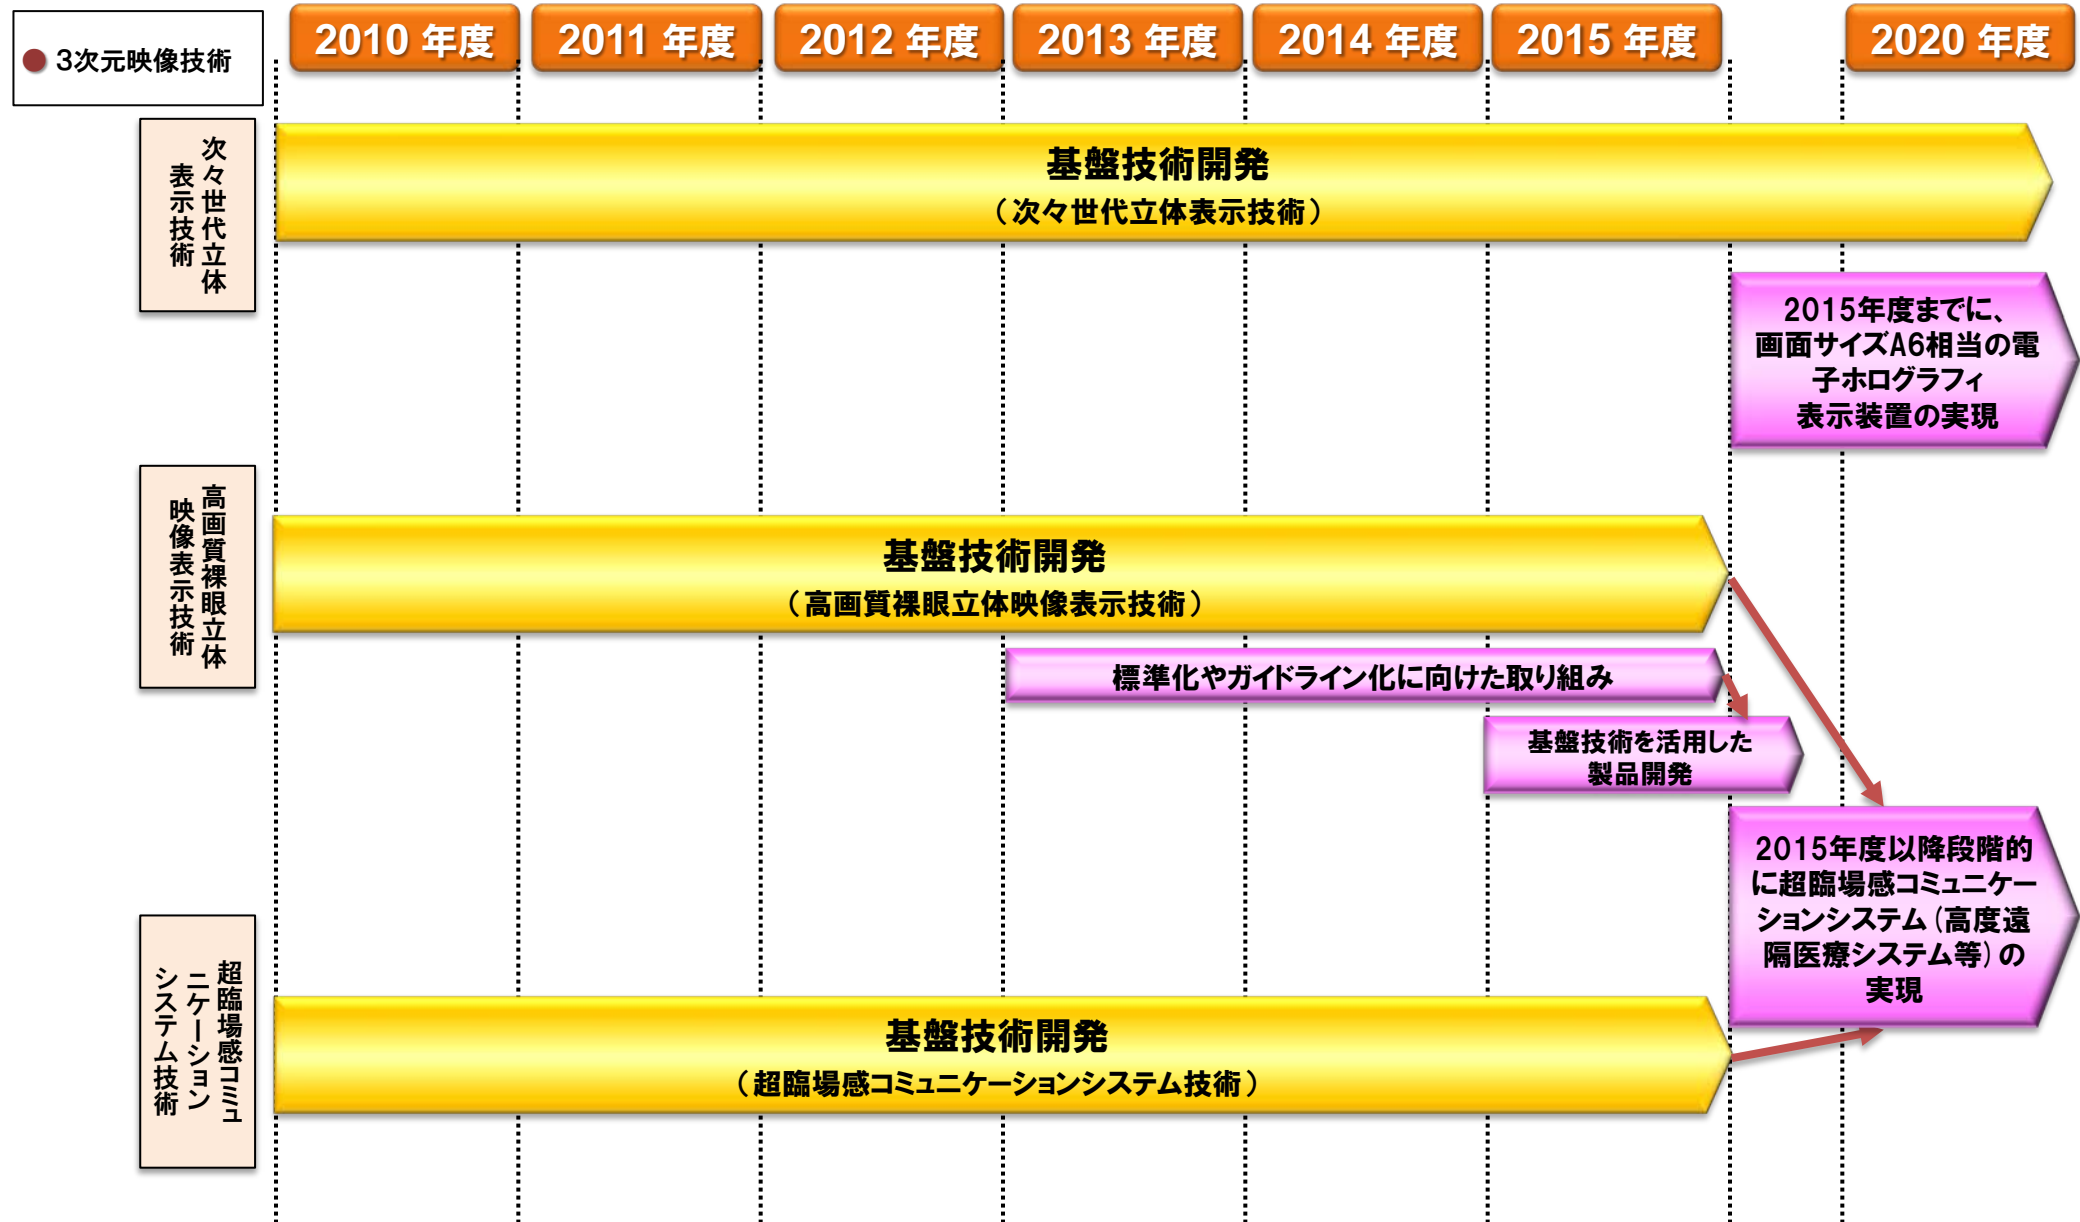 ● 3次元映像技術
2010 年度
2011 年度
2012 年度
2013 年度
2014 年度
2015 年度
2020 年度
次々世代立体
表示技術
基盤技術開発
（次々世代立体表示技術）
2015年度までに、
画面サイズA6相当の電
子ホログラフィ
表示装置の実現
高画質裸眼立体
映像表示技術
基盤技術開発
（高画質裸眼立体映像表示技術）
標準化やガイドライン化に向けた取り組み
基盤技術を活用した
製品開発
2015年度以降段階的
に超臨場感コミュニケー
ションシステム（高度遠
隔医療システム等）の
実現
超臨場感コミュ
ニケーション
システム技術
基盤技術開発
（超臨場感コミュニケーションシステム技術）